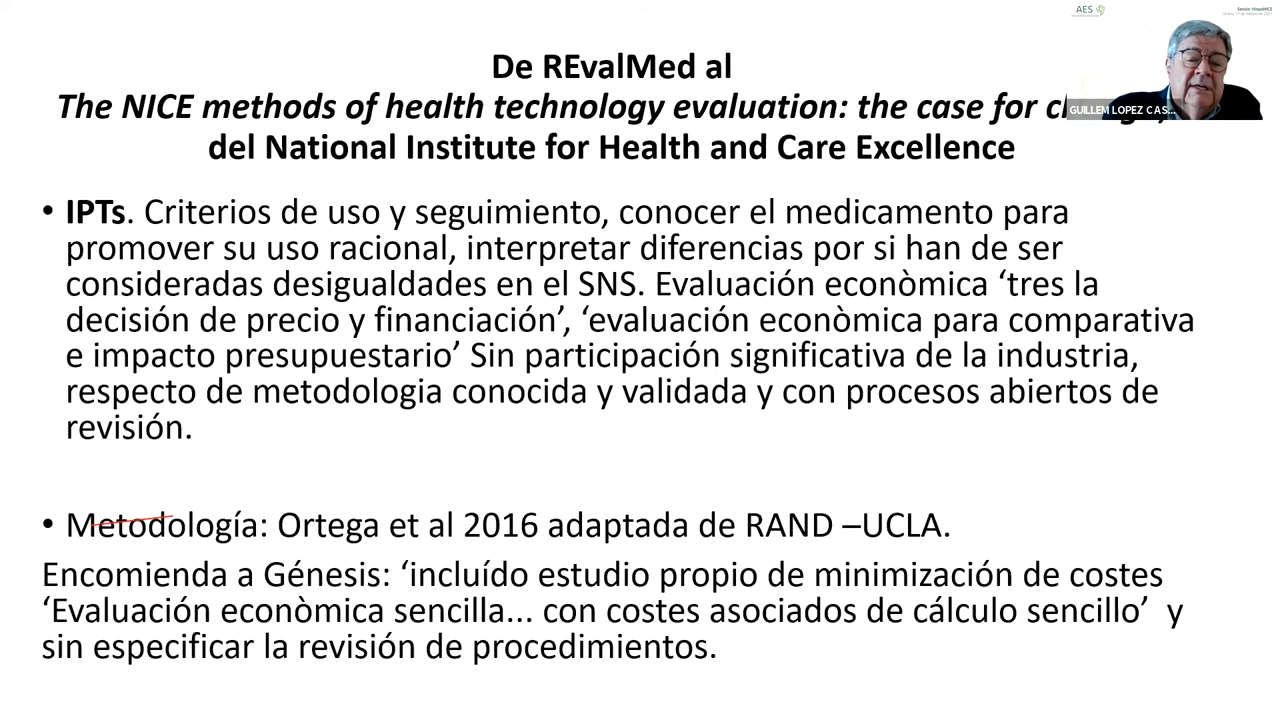 AES
Sesión HispaNICE
De REvalMed al
The NICE methods of health technology evaluation: the case for
del National Institute for Health and Care Excellence
GUILLEM LOPEZ CAS...
• IPTs. Criterios de uso y seguimiento, conocer el medicamento para
promover su uso racional, interpretar diferencias por si han de ser
consideradas desigualdades en el SNS. Evaluación econòmica ‘tres la
decisión de precio y financiación’, ‘evaluación econòmica para comparativa
e impacto presupuestario’ Sin participación significativa de la industria,
respecto de metodologia conocida y validada y con procesos abiertos de
revisión.
• Metodología: Ortega et al 2016 adaptada de RAND –UCLA.
Encomienda a Génesis: ‘incluído estudio propio de minimización de costes
‘Evaluación econòmica sencilla... con costes asociados de cálculo sencillo’ y
sin especificar la revisión de procedimientos.